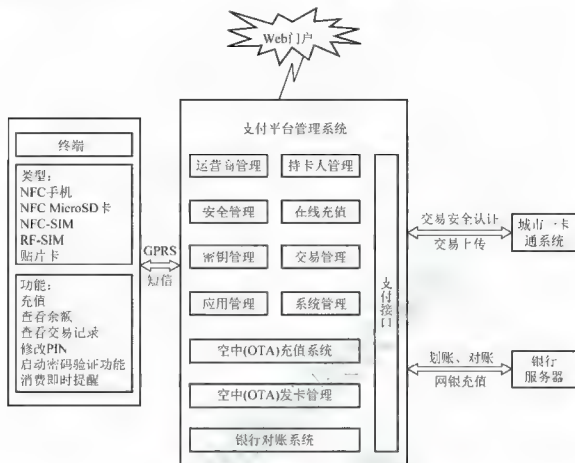 Web门户
终端
类型：
NFC手机
NFC MicroSD卡
NFC-SIM
RF-SIM
贴片卡
功能：
充值
查看余额
查看交易记录
修改PIN
启动密码验证功能
消费即时提醒
GPRS
短信
支付平台管理系统
运营商管理
持卡人管理
安全管理
在线充值
密钥管理
交易管理
应用管理
系统管理
空中(OTA)充值系统
空中(OTA)发卡管理
银行对账系统
支付接口
交易安全认证
交易上传
城市一卡
通系统
划账、对账
网银充值
银行
服务器